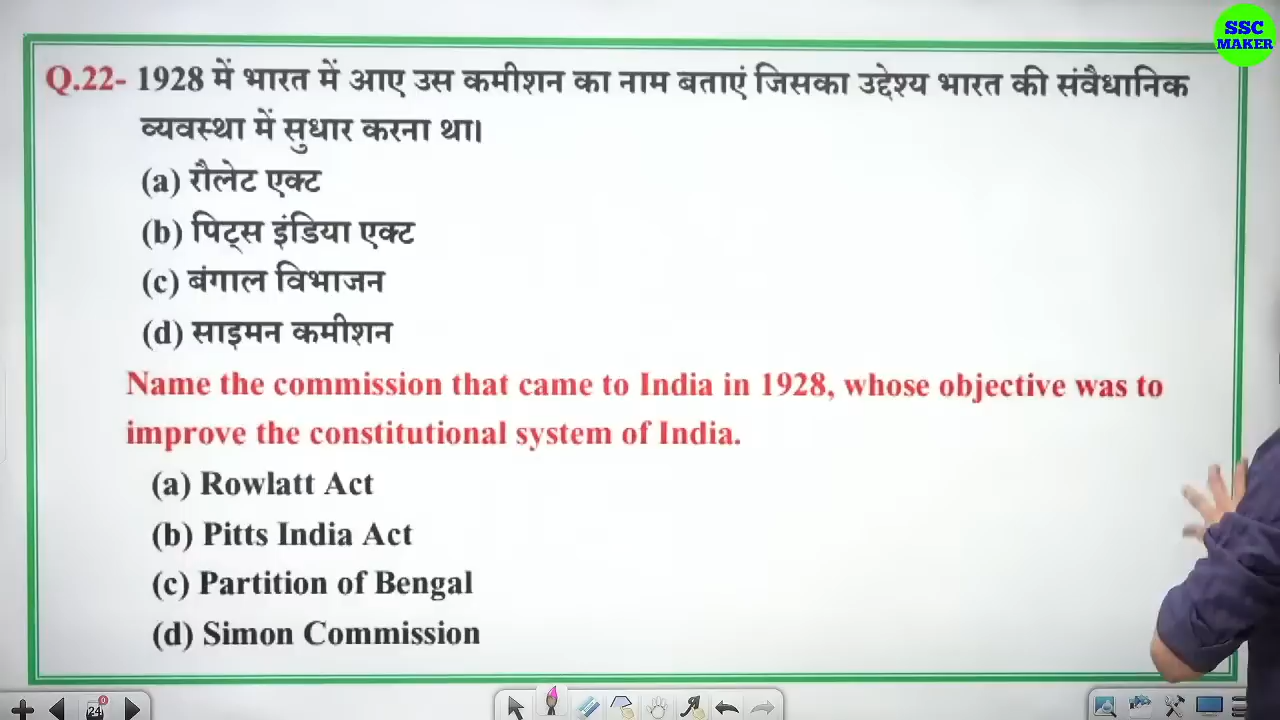 SSC
MAKER
Q.22- 1928 में भारत में आए उस कमीशन का नाम बताएं जिसका उद्देश्य भारत की संवैधानिक
व्यवस्था में सुधार करना था।
(a) रौलेट एक्ट
(b) पिट्स इंडिया एक्ट
(c) बंगाल विभाजन
(d) साइमन कमीशन
Name the commission that came to India in 1928, whose objective was to
improve the constitutional system of India.
(a) Rowlatt Act
(b) Pitts India Act
(c) Partition of Bengal
(d) Simon Commission
24
0